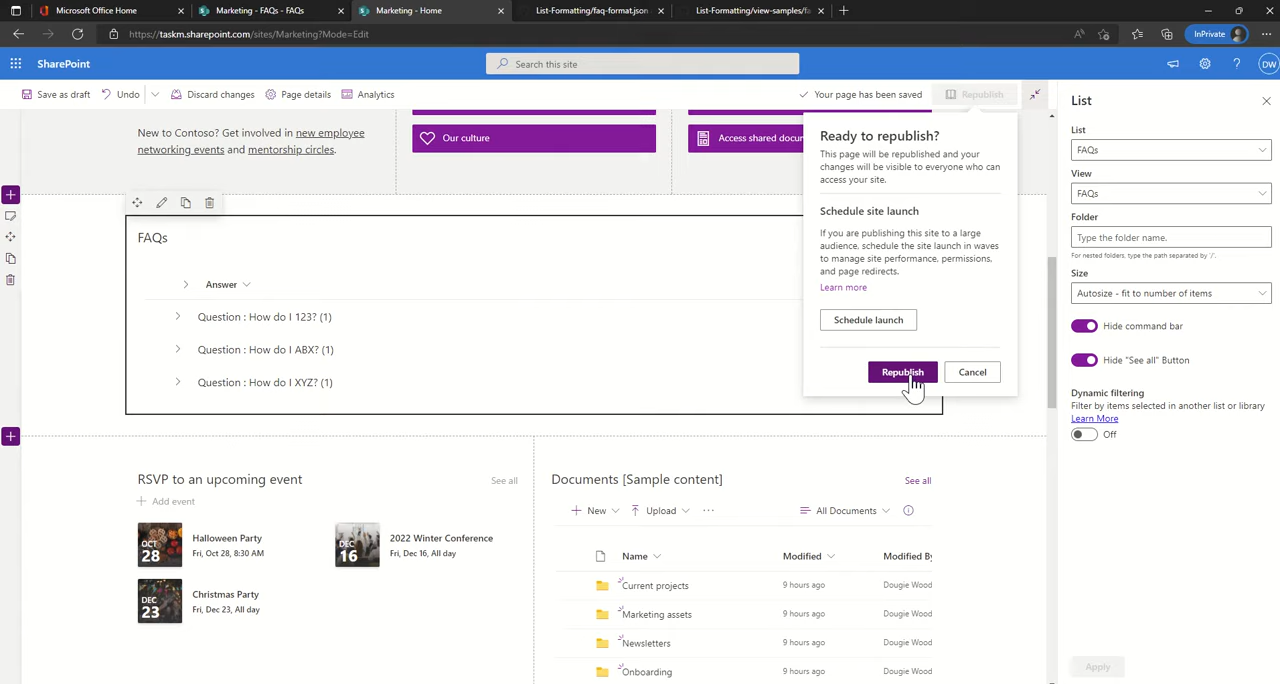 Microsoft Office Home
Marketing - FAQs - FAQs
Marketing - Home
List-Formatting/faq-format.json
List-Formatting/view-samples/fa
https://taskm.sharepoint.com/sites/Marketing?Mode=Edit
InPrivate
SharePoint
Search this site
DW
Save as draft
Undo
Discard changes
Page details
Analytics
Your page has been saved
Republish
New to Contoso? Get involved in new employee
networking events and mentorship circles.
Our culture
Access shared docum
Ready to republish?
This page will be republished and your
changes will be visible to everyone who can
access your site.
Schedule site launch
If you are publishing this site to a large
audience, schedule the site launch in waves
to manage site performance, permissions,
and page redirects.
Learn more
Schedule launch
Republish
Cancel
FAQs
Answer
Question : How do I 123? (1)
Question : How do I ABX? (1)
Question : How do I XYZ? (1)
RSVP to an upcoming event
See all
Add event
OCT
28
Halloween Party
Fri, Oct 28, 8:30 AM
DEC
16
2022 Winter Conference
Fri, Dec 16, All day
DEC
23
Christmas Party
Fri, Dec 23, All day
Documents [Sample content]
See all
New
Upload
All Documents
Name
Modified
Modified By
Current projects
9 hours ago
Dougie Wood
Marketing assets
9 hours ago
Dougie Wood
Newsletters
9 hours ago
Dougie Wood
Onboarding
9 hours ago
Dougie Wood
List
List
FAQs
View
FAQs
Folder
Type the folder name.
For nested folders, type the path separated by '/'.
Size
Autosize - fit to number of items
Hide command bar
Hide "See all" Button
Dynamic filtering
Filter by items selected in another list or library
Learn More
Off
Apply